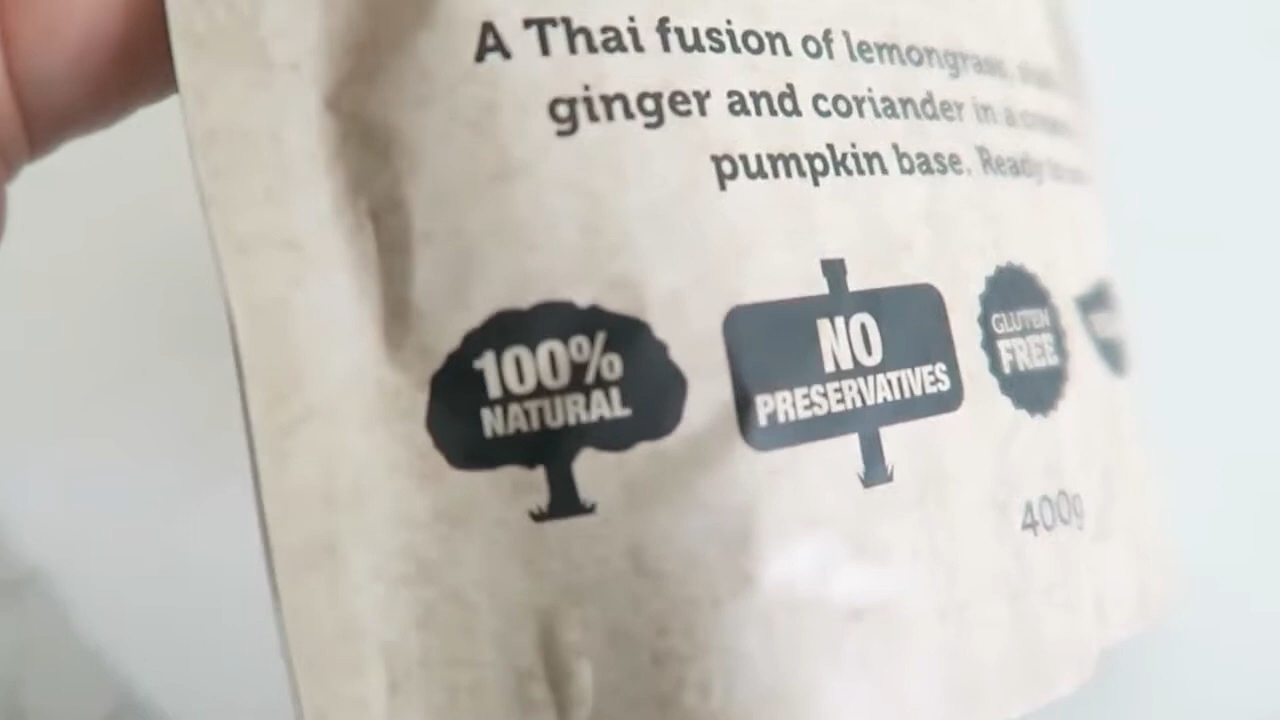 A Thai fusion of lemongrass,
ginger and coriander in a
pumpkin base. Ready
100%
NATURAL
NO
PRESERVATIVES
GLUTEN
FREE
400g